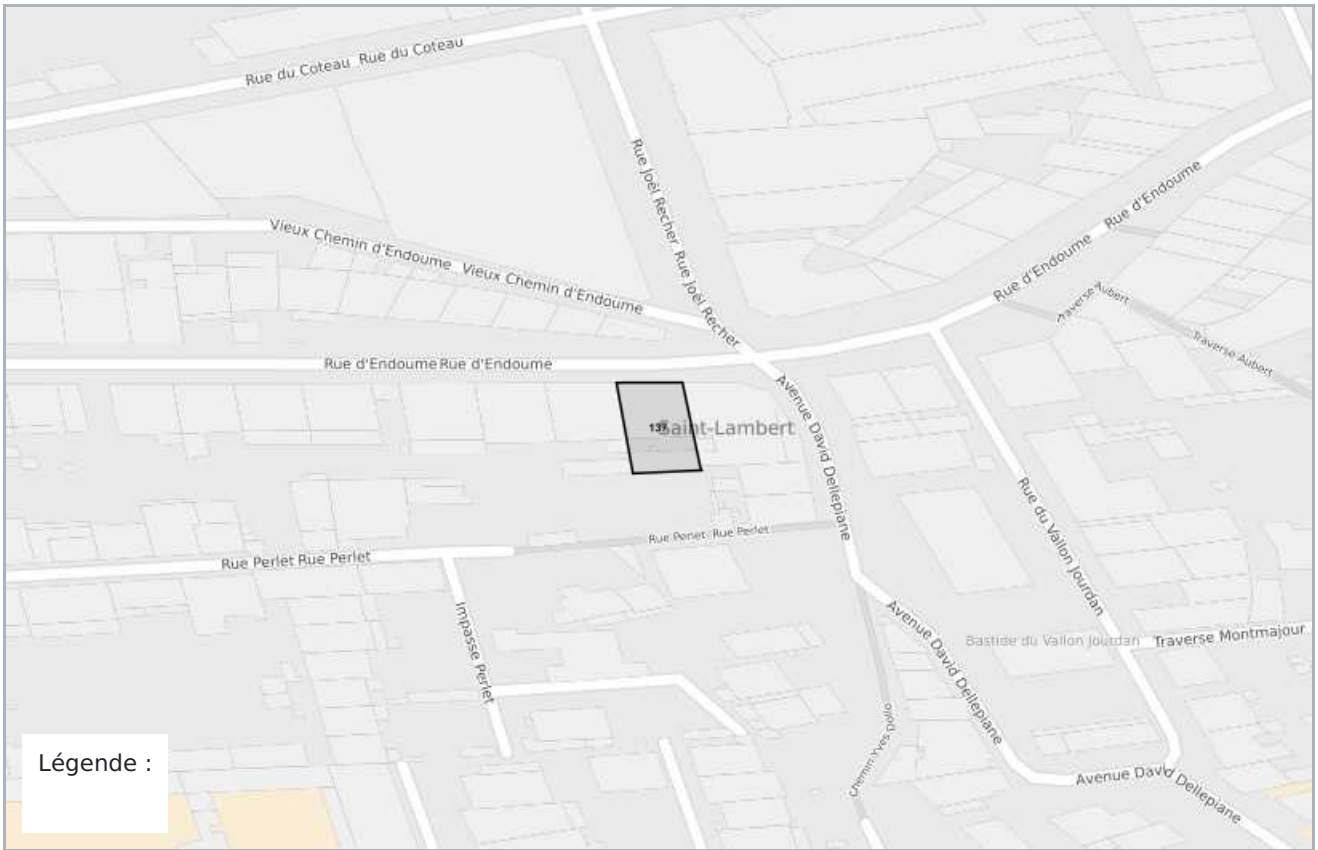 Rue du Coteau Rue du Coteau
Rue Joël Recher Rue Joël Recher
Rue d'Endoume
Rue d'Endoume
Vieux Chemin d'Endoume Vieux Chemin d'Endoume
Traverse Aubert
Traverse Aubert
Rue d'Endoume Rue d'Endoume
Avenue David Dellepiane
137
Saint-Lambert
Rue du Vallon Jourdan
Rue Perlet Rue Perlet
Rue Perlet Rue Perlet
Impasse Perlet
Avenue David Dellepiane
Bastide du Vallon Jourdan
Traverse Montmajour
Chemin Yves Dollo
Légende :
Avenue David Dellepiane